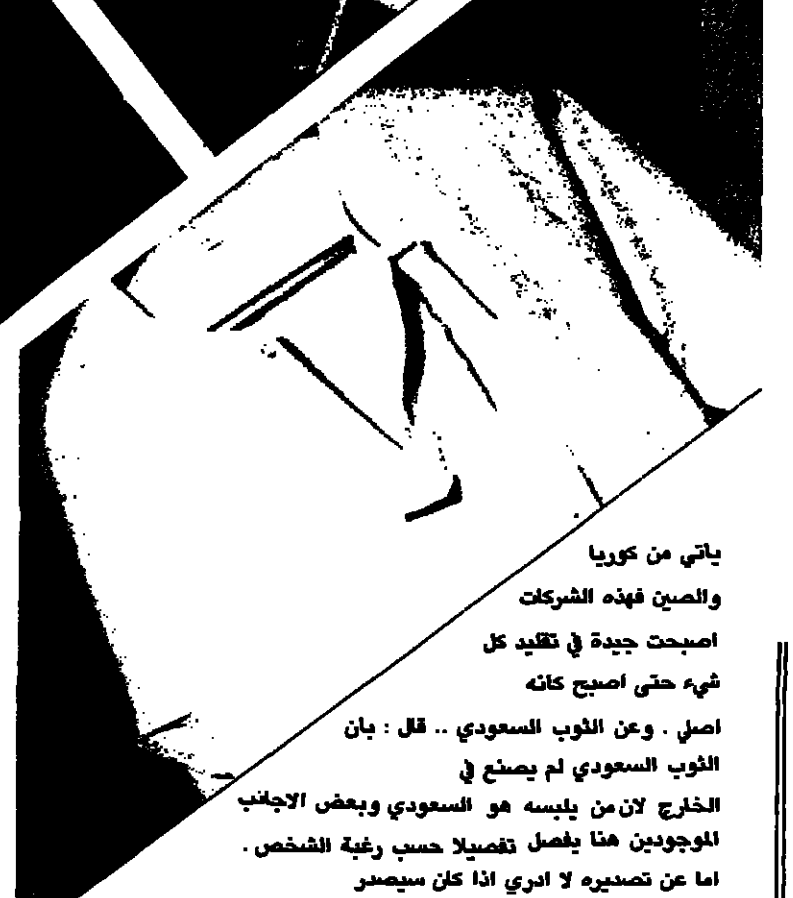 ياتي من كوريا
والصين فهذه الشركات
اصبحت جيدة في تقليد كل
شيء حتى اصبح كانه
اصلي . وعن الثوب السعودي .. قال : بان
الثوب السعودي لم يصنع في
الخارج لان من يلبسه هو السعودي وبعض الاجانب
الموجودين هنا يفصل تفصيلا حسب رغبة الشخص .
اما عن تصديره لا ادري اذا كان سيصدر